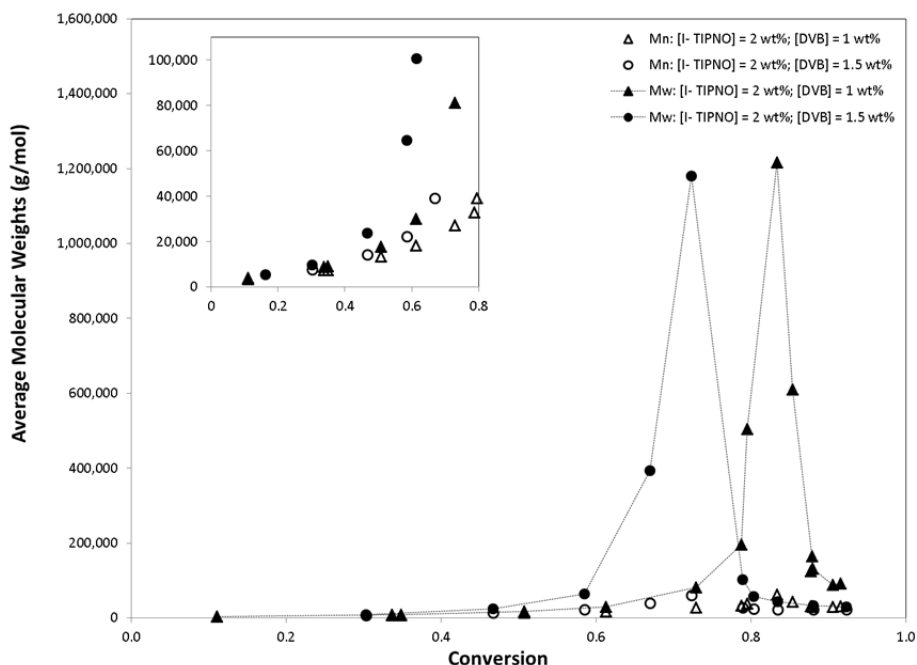 1,600,000
1,400,000
1,200,000
1,000,000
800,000
600,000
400,000
200,000
0
Average Molecular Weights (g/mol)
100,000
80,000
60,000
40,000
20,000
0
0 0.2 0.4 0.6 0.8
Mn: [I- TIPNO] = 2 wt%; [DVB] = 1 wt%
Mn: [I- TIPNO] = 2 wt%; [DVB] = 1.5 wt%
Mw: [I- TIPNO] = 2 wt%; [DVB] = 1 wt%
Mw: [I- TIPNO] = 2 wt%; [DVB] = 1.5 wt%
0.0 0.2 0.4 0.6 0.8 1.0
Conversion